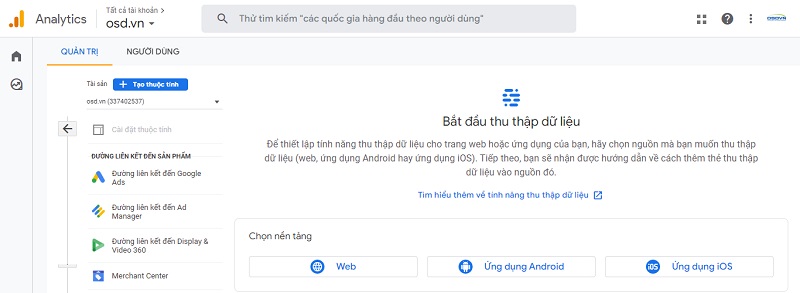 Analytics
Tất cả tài khoản >
osd.vn
Thử tìm kiếm "các quốc gia hàng đầu theo người dùng"
QUẢN TRỊ
NGƯỜI DÙNG
Tài sản
+ Tạo thuộc tính
osd.vn (337402537)
Cài đặt thuộc tính
ĐƯỜNG LIÊN KẾT ĐẾN SẢN PHẨM
Đường liên kết đến Google
Ads
Đường liên kết đến Ad
Manager
Đường liên kết đến Display &
Video 360
Merchant Center
Bắt đầu thu thập dữ liệu
Để thiết lập tính năng thu thập dữ liệu cho trang web hoặc ứng dụng của bạn, hãy chọn nguồn mà bạn muốn thu thập
dữ liệu (web, ứng dụng Android hay ứng dụng iOS). Tiếp theo, bạn sẽ nhận được hướng dẫn về cách thêm thẻ thu thập
dữ liệu vào nguồn đó.
Tìm hiểu thêm về tính năng thu thập dữ liệu
Chọn nền tảng
Web
Ứng dụng Android
iOS Ứng dụng iOS